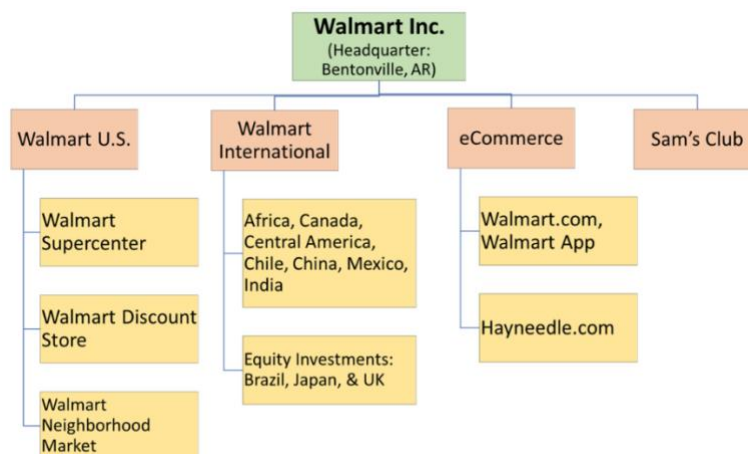 Walmart Inc.
(Headquarter:
Bentonville, AR)
Walmart U.S.
Walmart
International
eCommerce
Sam's Club
Walmart
Supercenter
Walmart Discount
Store
Walmart
Neighborhood
Market
Africa, Canada,
Central America,
Chile, China, Mexico,
India
Equity Investments:
Brazil, Japan, & UK
Walmart.com,
Walmart App
Hayneedle.com